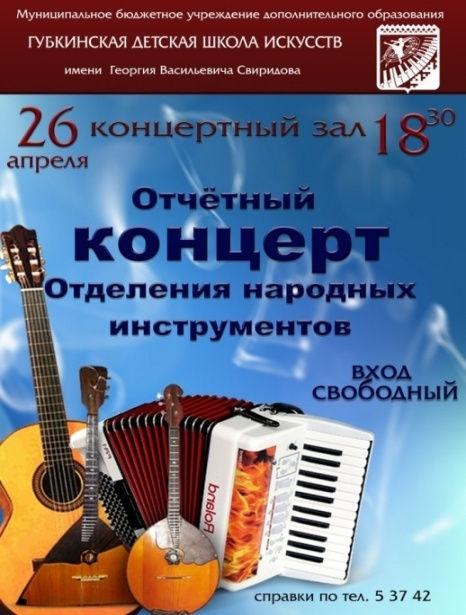 Муниципальное бюджетное учреждение дополнительного образования
ГУБКИНСКАЯ ДЕТСКАЯ ШКОЛА ИСКУССТВ
имени Георгия Васильевича Свиридова
26 концертный зал 18 30
апреля
Отчётный
концерт
Отделения народных
инструментов
ВХОД
СВОБОДНЫЙ
Roland
справки по тел. 5 37 42